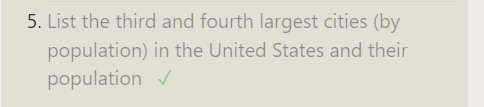 5. List the third and fourth largest cities (by
population) in the United States and their
population ✓